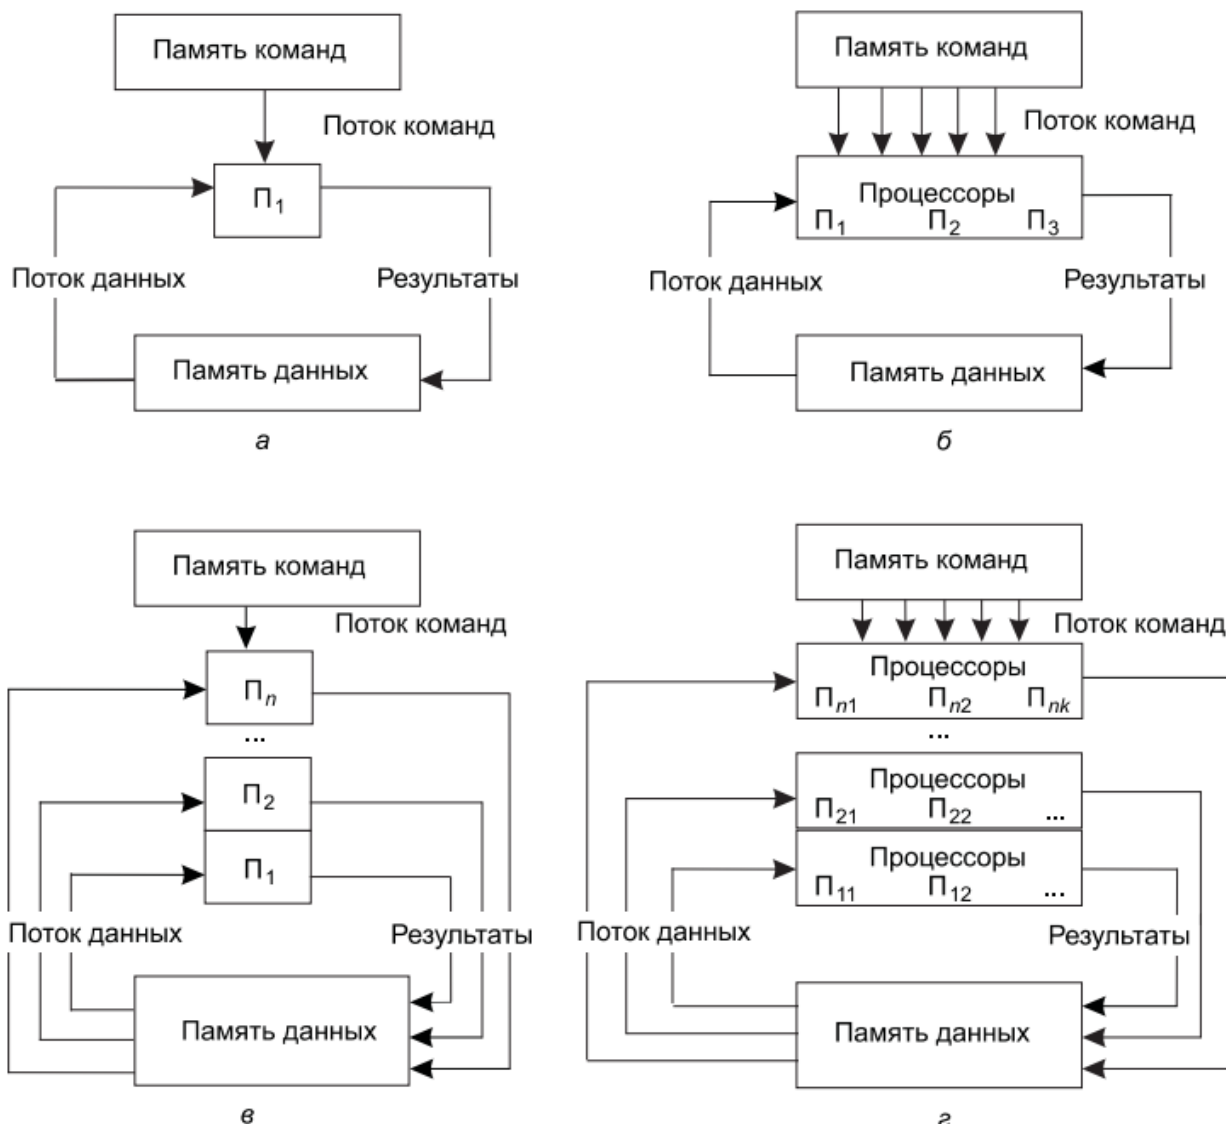 Память команд
Поток команд
П1
Поток данных
Результаты
Память данных
а
Память команд
Поток команд
Процессоры
П1 П2 П3
Поток данных
Результаты
Память данных
б
Память команд
Поток команд
Пn
...
П2
П1
Поток данных
Результаты
Память данных
в
Память команд
Поток команд
Процессоры
Пn1 Пn2 Пnk
...
Процессоры
П21 П22 ...
Процессоры
П11 П12 ...
Поток данных
Результаты
Память данных
г